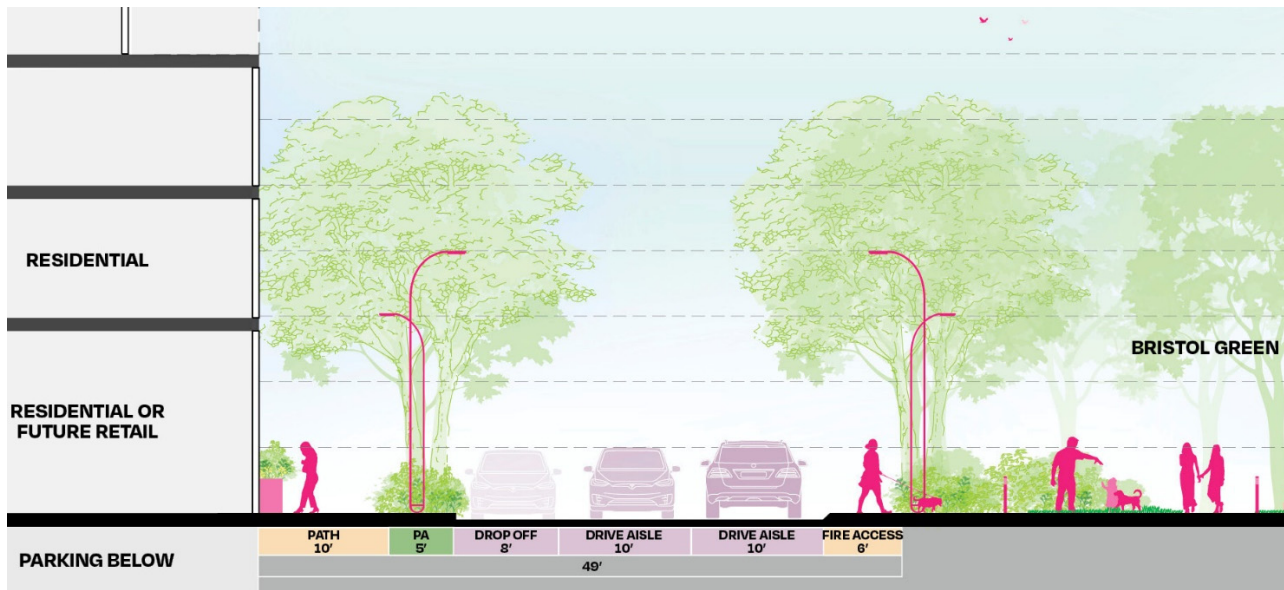 RESIDENTIAL
BRISTOL GREEN
RESIDENTIAL OR
FUTURE RETAIL
PARKING BELOW
PATH
10'
PA
5'
DROP OFF
8'
DRIVE AISLE
10'
DRIVE AISLE
10'
FIRE ACCESS
6'
49'